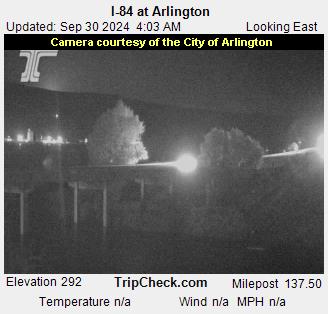 I-84 at Arlington
Updated: Sep 30 2024 4:03 AM Looking East
Camera courtesy of the City of Arlington
Elevation 292 TripCheck.com Milepost 137.50
Temperature n/a Wind n/a MPH n/a